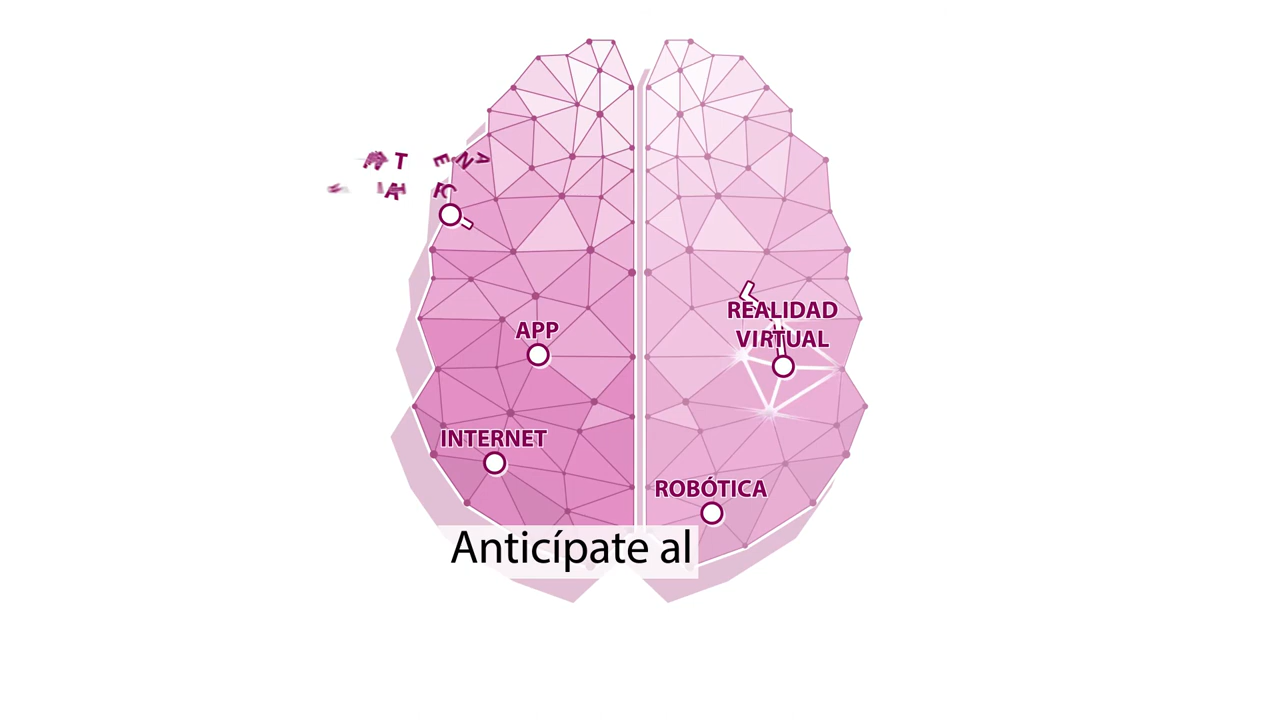 APP
REALIDAD
VIRTUAL
INTERNET
ROBÓTICA
Anticípate al